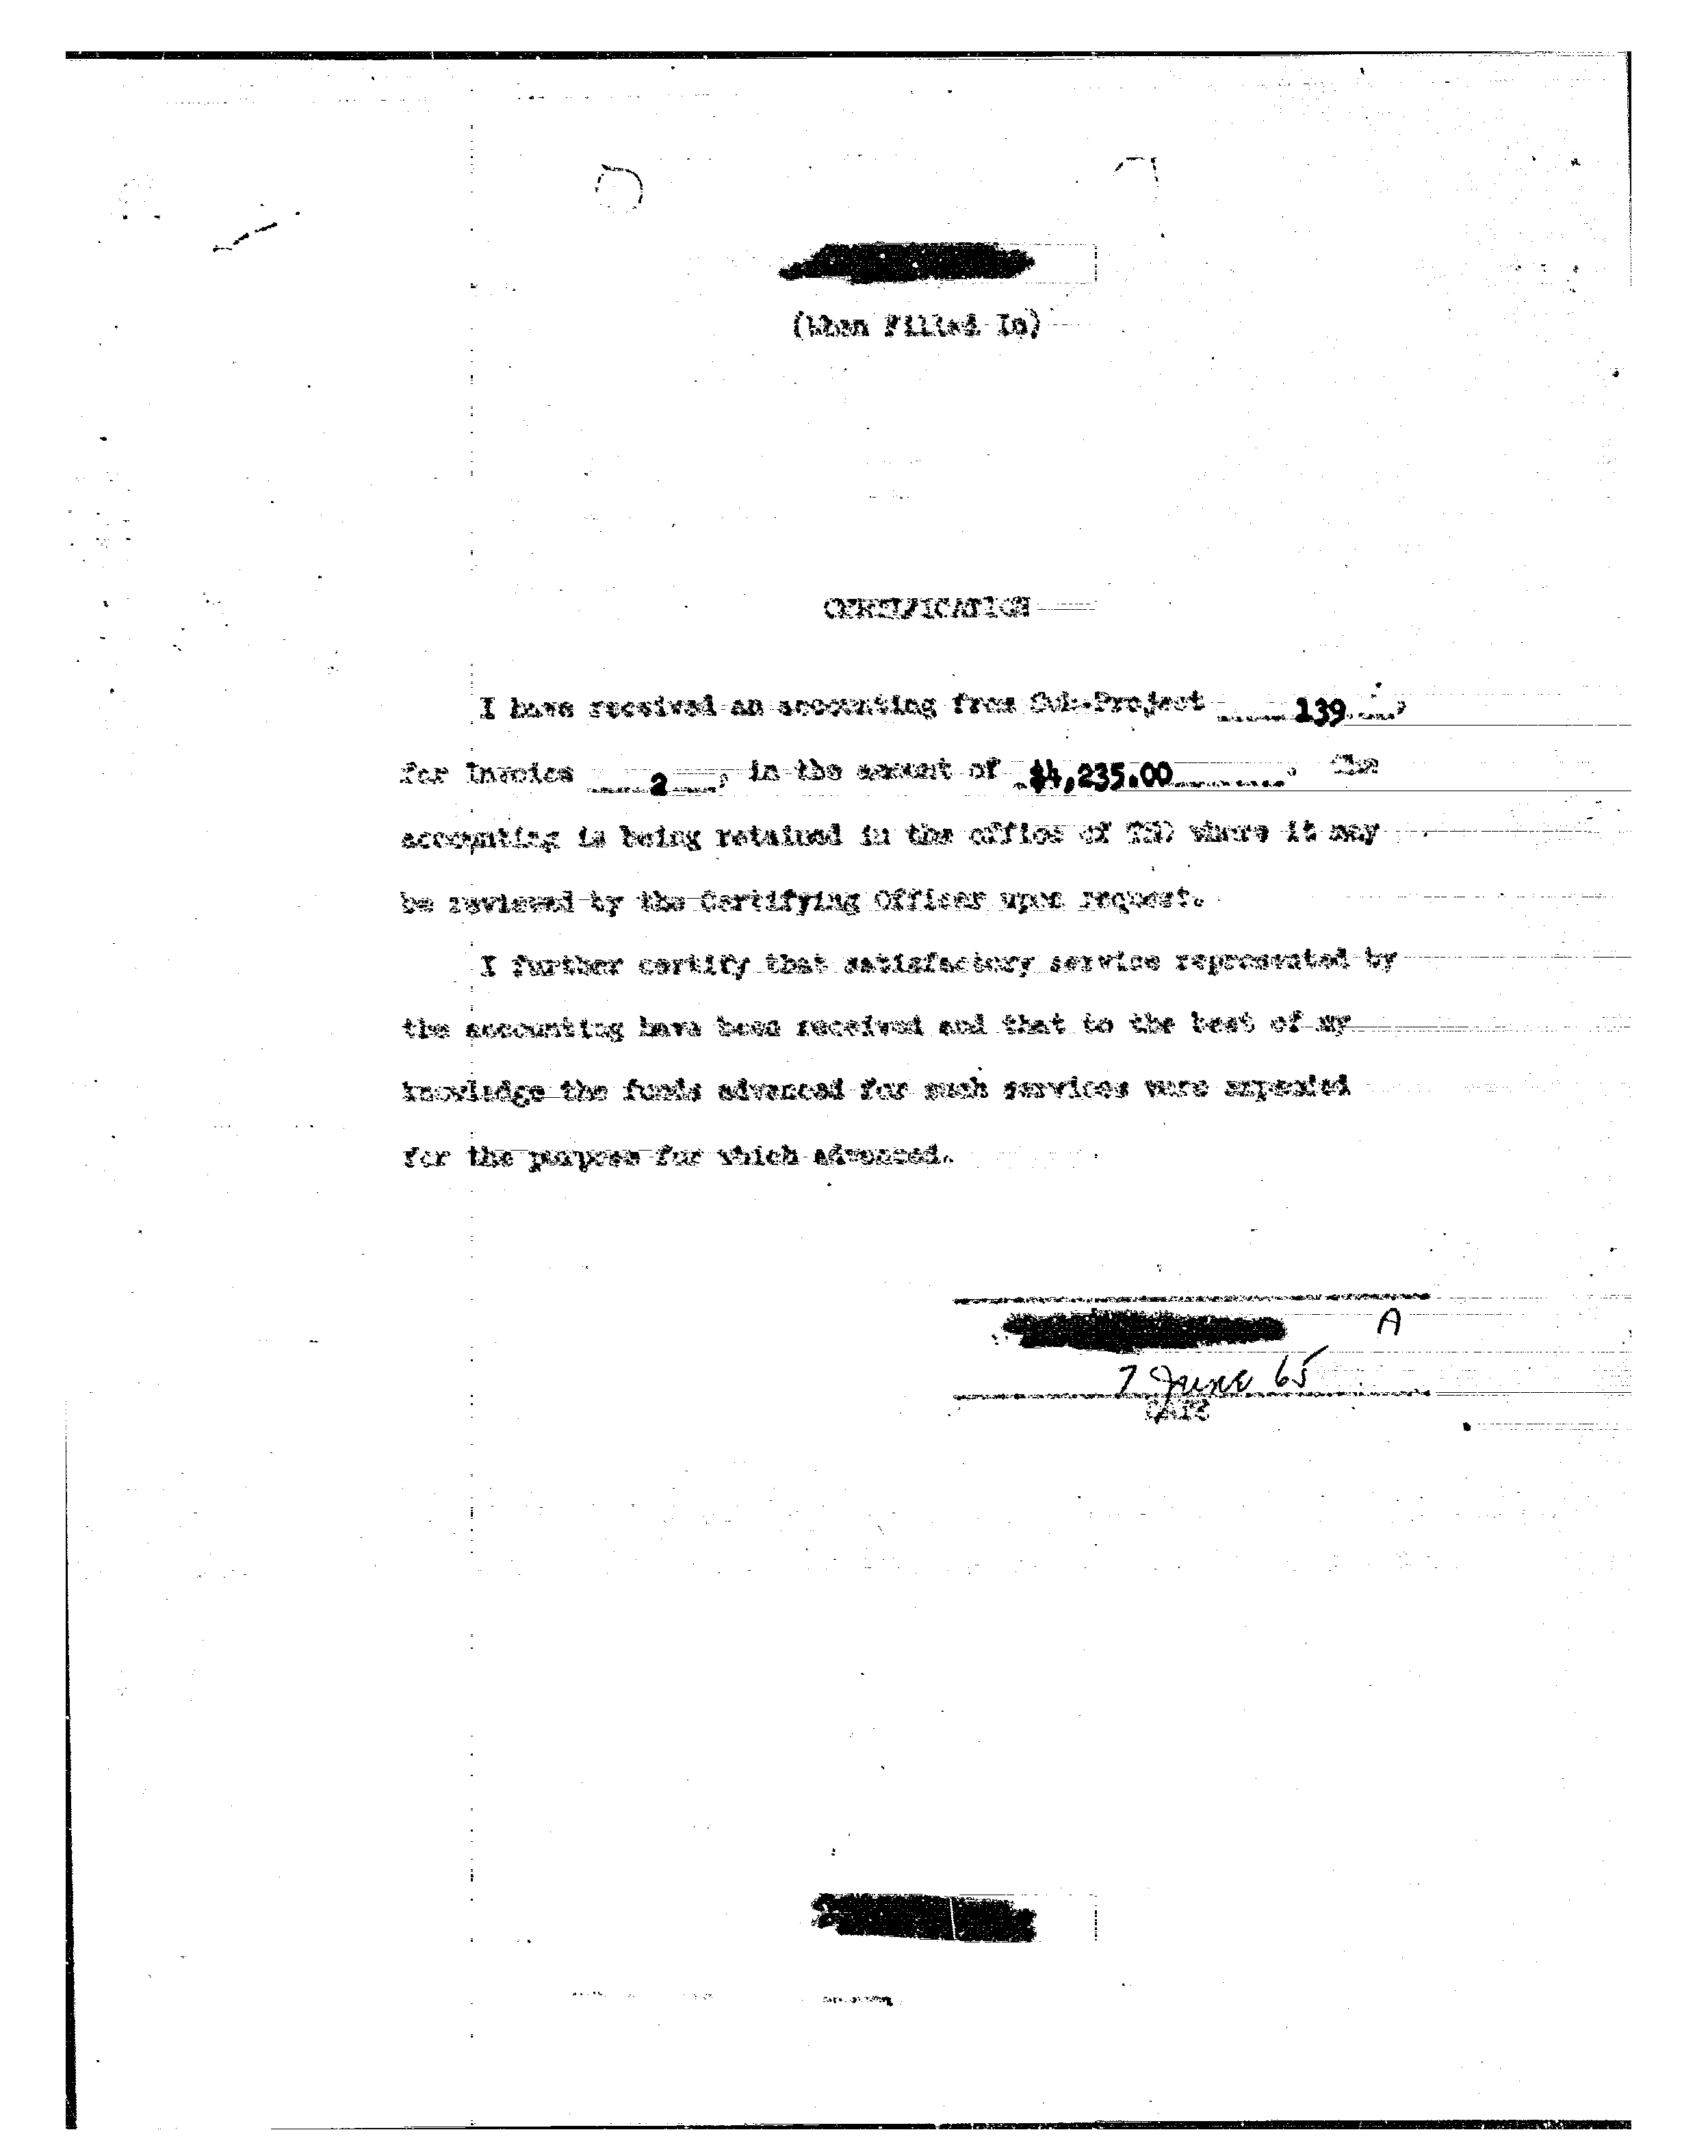 (When Filled In)
CERTIFICATION
I have received an accounting from Sub-Project 139,
for Invoice 2, in the amount of $4,235.00. The
accounting is being retained in the office of TSD where it may
be reviewed by the Certifying Officer upon request.
I further certify that satisfactory service represented by
the accounting have been received and that to the best of my
knowledge the funds advanced for such services were expended
for the purpose for which advanced.
A
7 June 65
DATE